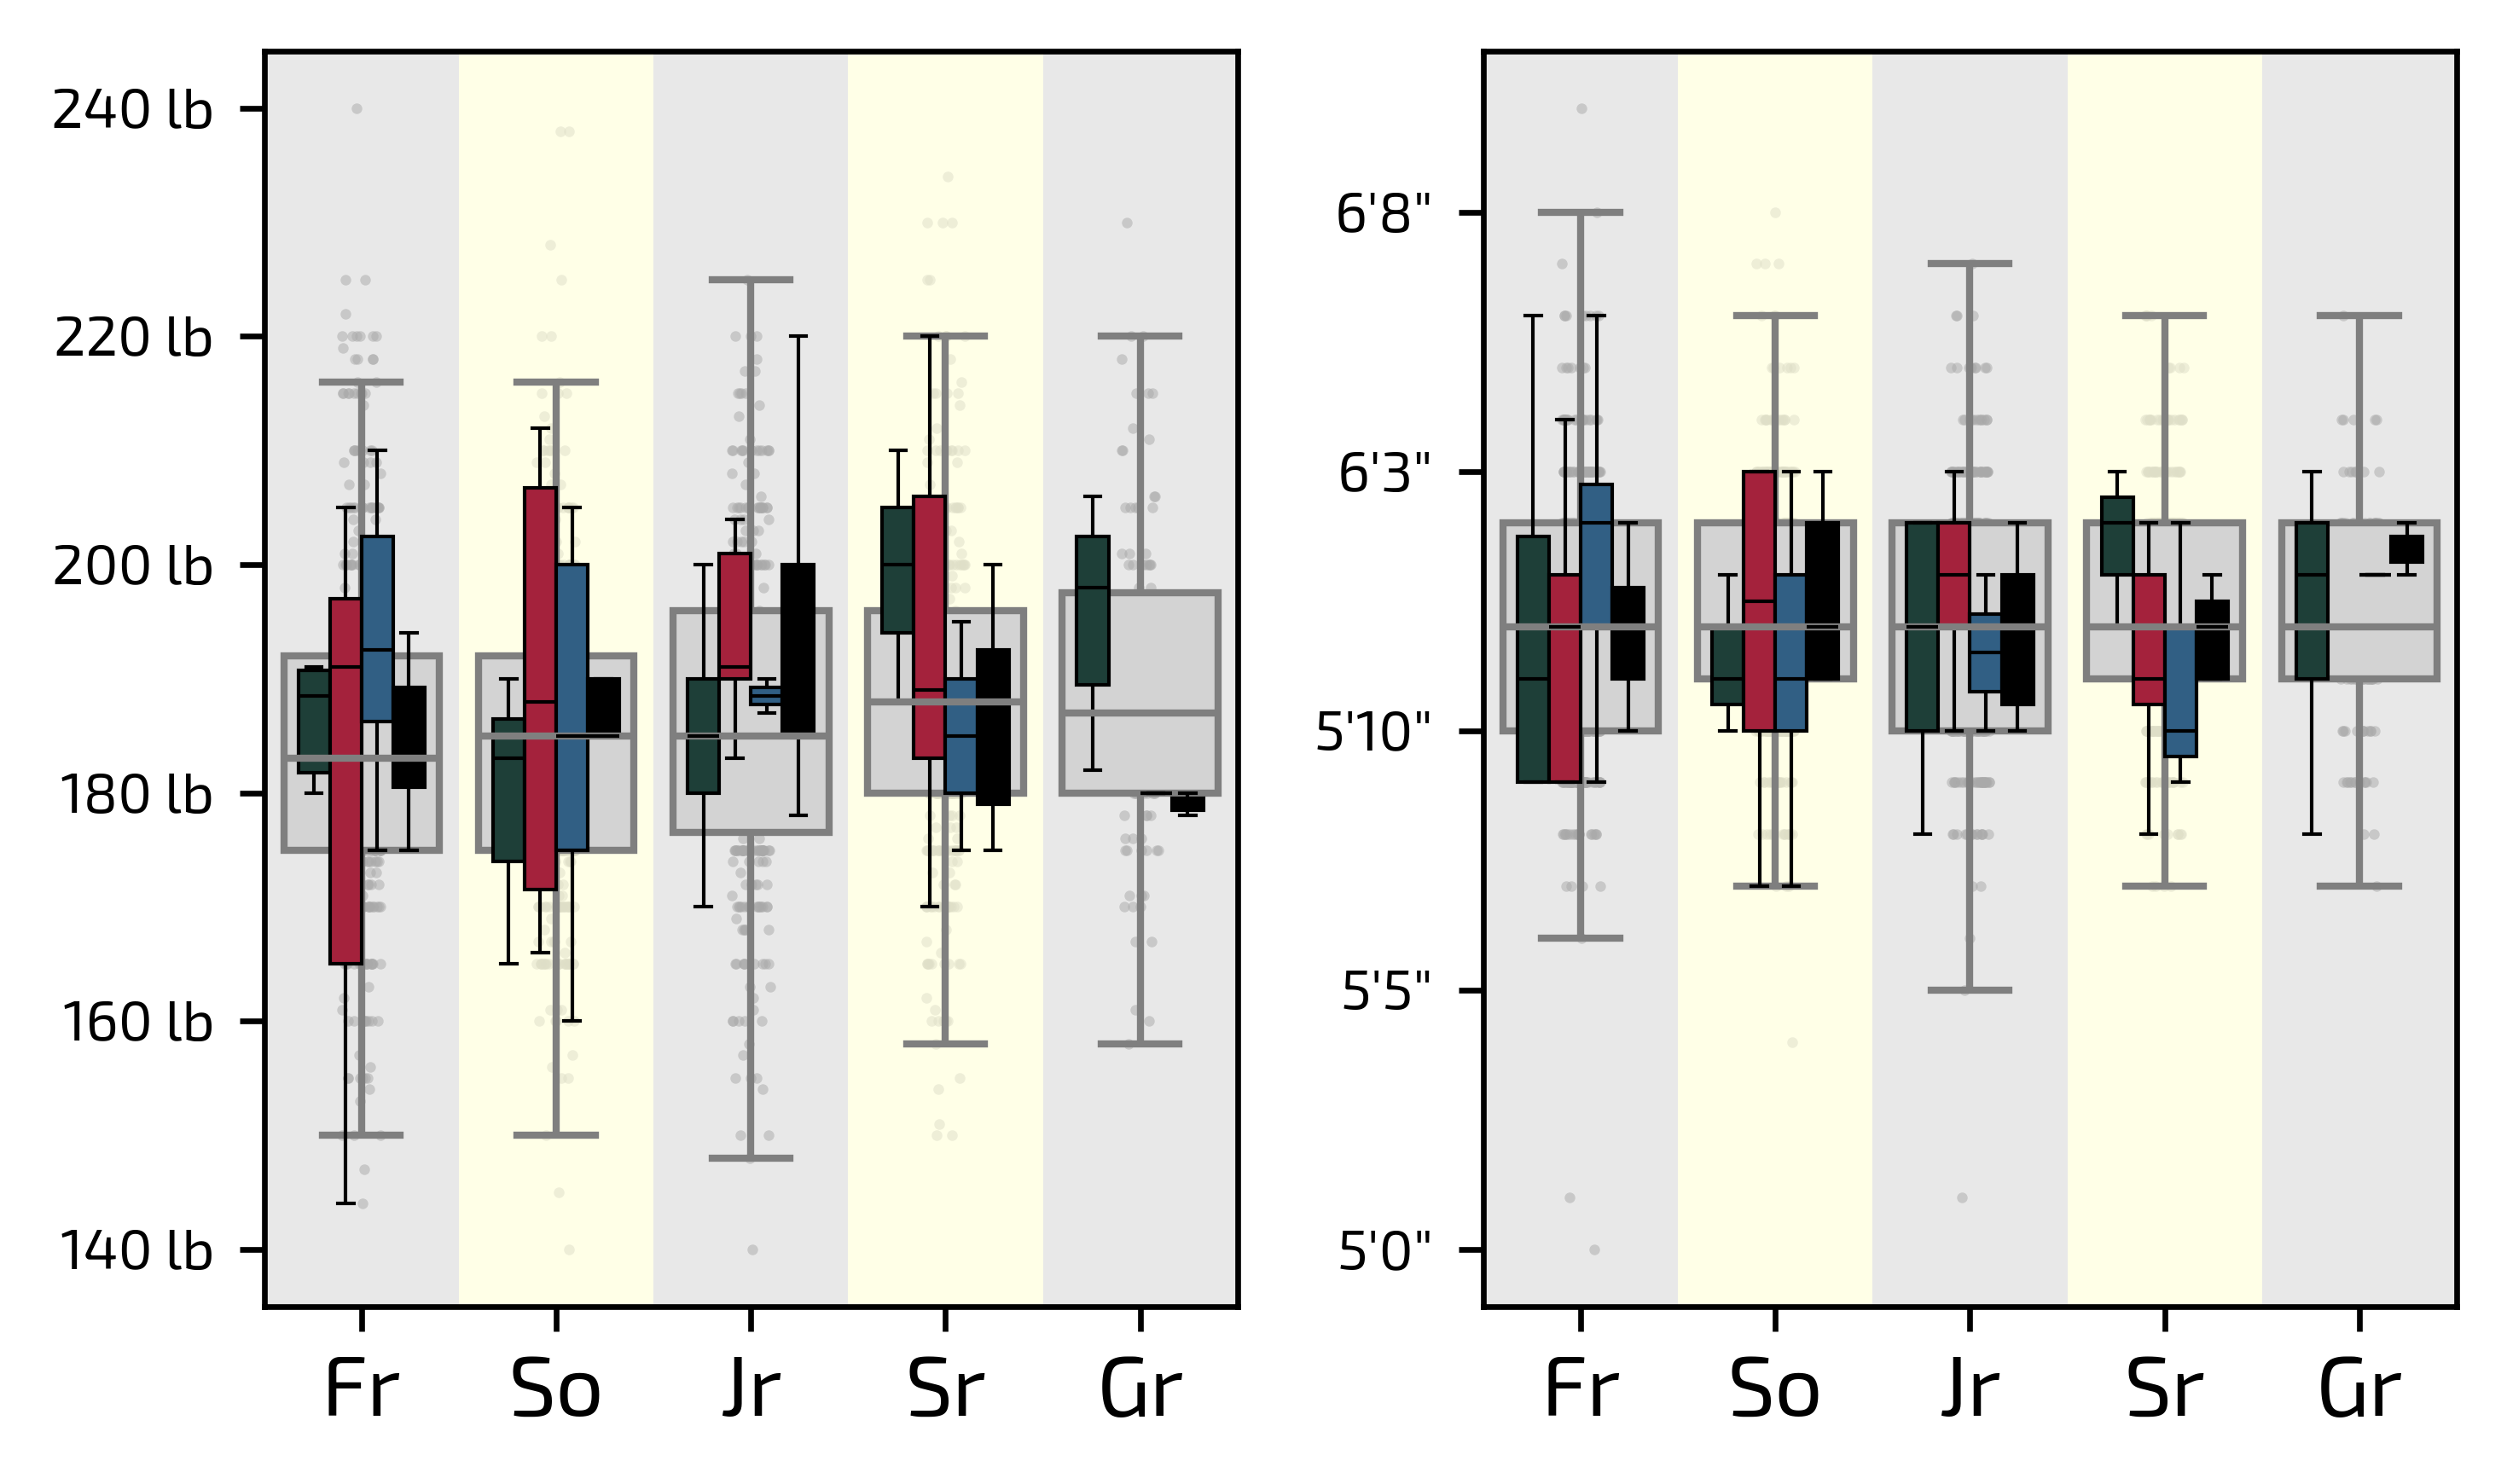 240 lb
220 lb
200 lb
180 lb
160 lb
140 lb
Fr So Jr Sr Gr
6'8"
6'3"
5'10"
5'5"
5'0"
Fr So Jr Sr Gr